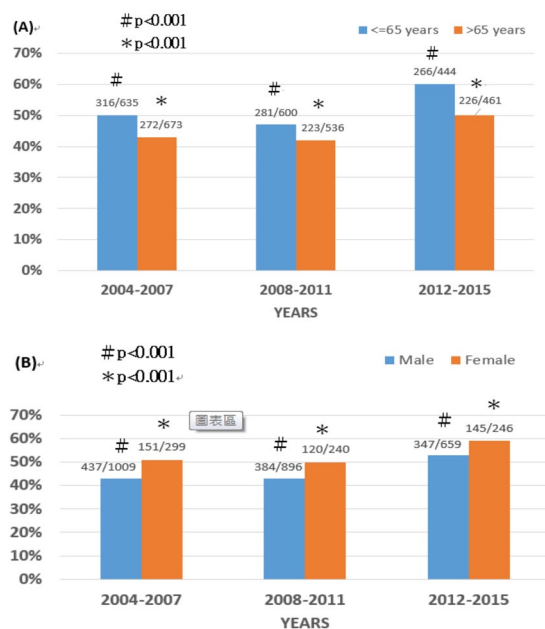 (A)
# p<0.001
* p<0.001
<=65 years >65 years
70%
60%
50%
40%
30%
20%
10%
0%
# 316/635 * 272/673
# 281/600 * 223/536
# 266/444 * 226/461
2004-2007 2008-2011 2012-2015
YEARS
(B)
# p<0.001
* p<0.001
Male Female
圖表區
70%
60%
50%
40%
30%
20%
10%
0%
# 437/1009 * 151/299
# 384/896 * 120/240
# 347/659 * 145/246
2004-2007 2008-2011 2012-2015
YEARS